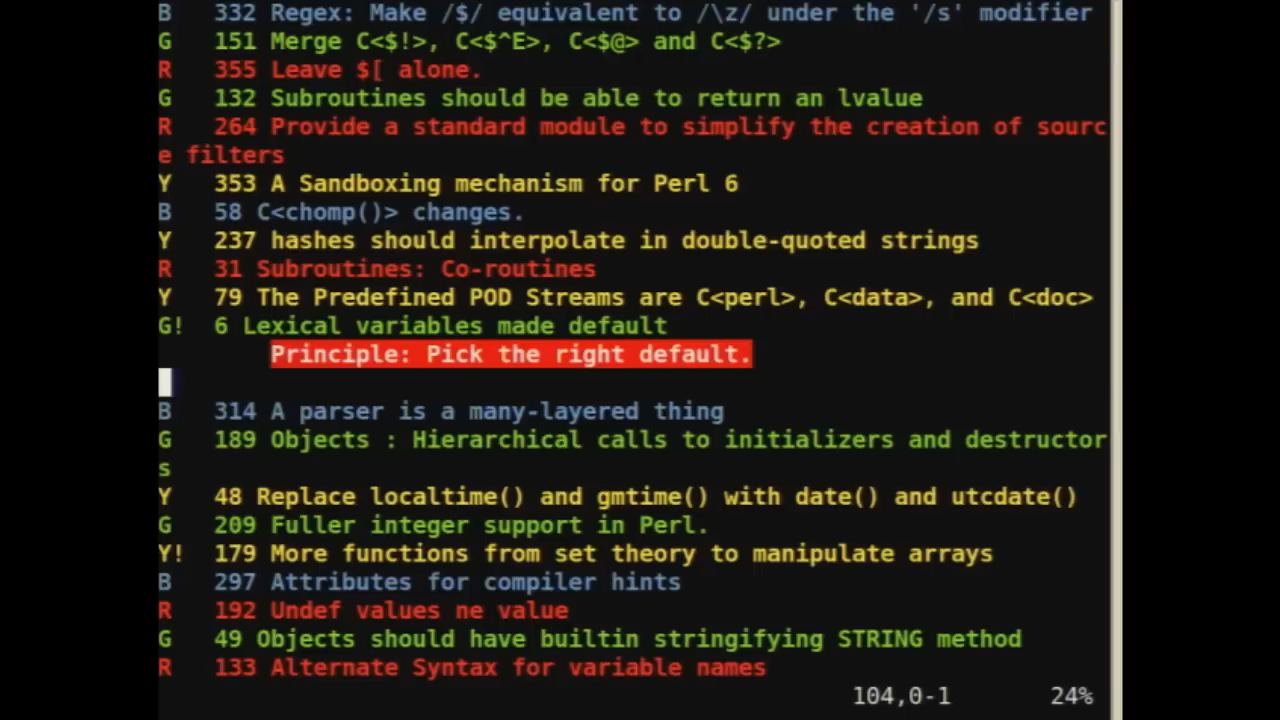 B   332 Regex: Make /$/ equivalent to /\z/ under the '/s' modifier
G   151 Merge C<$!>, C<$^E>, C<$@> and C<$?>
R   355 Leave $[ alone.
G   132 Subroutines should be able to return an lvalue
R   264 Provide a standard module to simplify the creation of sourc
e filters
Y   353 A Sandboxing mechanism for Perl 6
B   58 C<chomp()> changes.
Y   237 hashes should interpolate in double-quoted strings
R   31 Subroutines: Co-routines
Y   79 The Predefined POD Streams are C<perl>, C<data>, and C<doc>
G!  6 Lexical variables made default
Principle: Pick the right default.
B   314 A parser is a many-layered thing
G   189 Objects : Hierarchical calls to initializers and destructor
s
Y   48 Replace localtime() and gmtime() with date() and utcdate()
G   209 Fuller integer support in Perl.
Y!  179 More functions from set theory to manipulate arrays
B   297 Attributes for compiler hints
R   192 Undef values ne value
G   49 Objects should have builtin stringifying STRING method
R   133 Alternate Syntax for variable names
104,0-1       24%